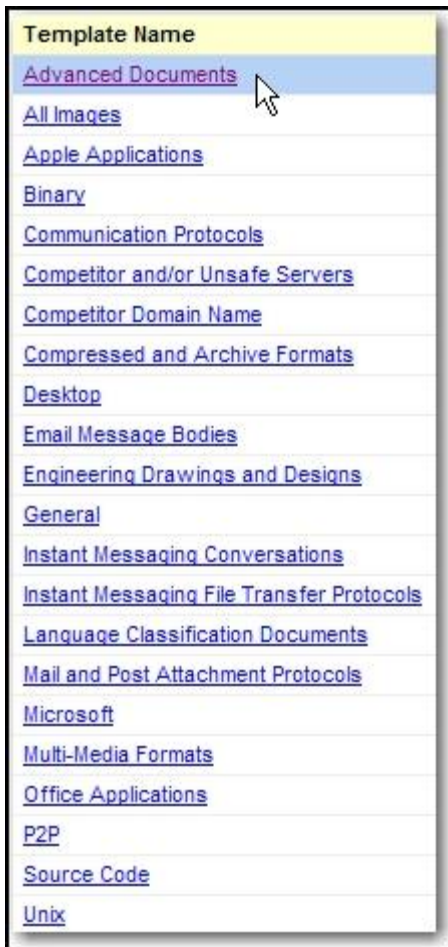 Template Name
Advanced Documents
All Images
Apple Applications
Binary
Communication Protocols
Competitor and/or Unsafe Servers
Competitor Domain Name
Compressed and Archive Formats
Desktop
Email Message Bodies
Engineering Drawings and Designs
General
Instant Messaging Conversations
Instant Messaging File Transfer Protocols
Language Classification Documents
Mail and Post Attachment Protocols
Microsoft
Multi-Media Formats
Office Applications
P2P
Source Code
Unix